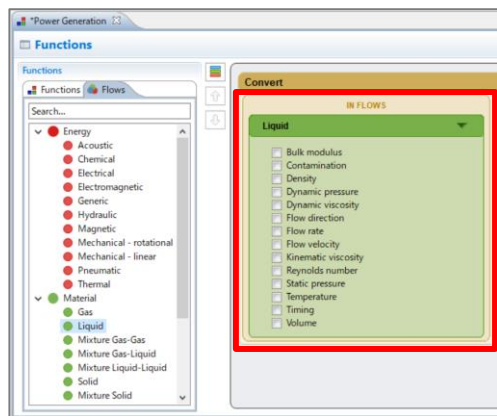 *Power Generation
Functions
Functions
Functions
Flows
Search...
Energy
Acoustic
Chemical
Electrical
Electromagnetic
Generic
Hydraulic
Magnetic
Mechanical - rotational
Mechanical - linear
Pneumatic
Thermal
Material
Gas
Liquid
Mixture Gas-Gas
Mixture Gas-Liquid
Mixture Liquid-Liquid
Solid
Mixture Solid
Convert
IN FLOWS
Liquid
Bulk modulus
Contamination
Density
Dynamic pressure
Dynamic viscosity
Flow direction
Flow rate
Flow velocity
Kinematic viscosity
Reynolds number
Static pressure
Temperature
Timing
Volume